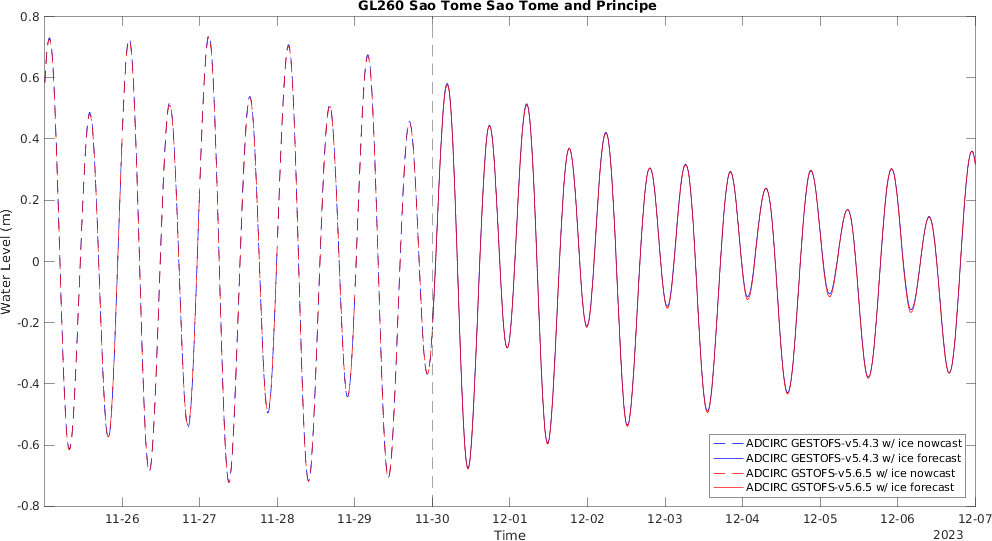 GL260 Sao Tome Sao Tome and Principe
0.8
0.6
0.4
0.2
0
-0.2
-0.4
-0.6
-0.8
Water Level (m)
ADCIRC GESTOFS-v5.4.3 w/ ice nowcast
ADCIRC GESTOFS-v5.4.3 w/ ice forecast
ADCIRC GSTOFS-v5.6.5 w/ ice nowcast
ADCIRC GSTOFS-v5.6.5 w/ ice forecast
11-26 11-27 11-28 11-29 11-30 12-01 12-02 12-03 12-04 12-05 12-06 12-07
Time
2023